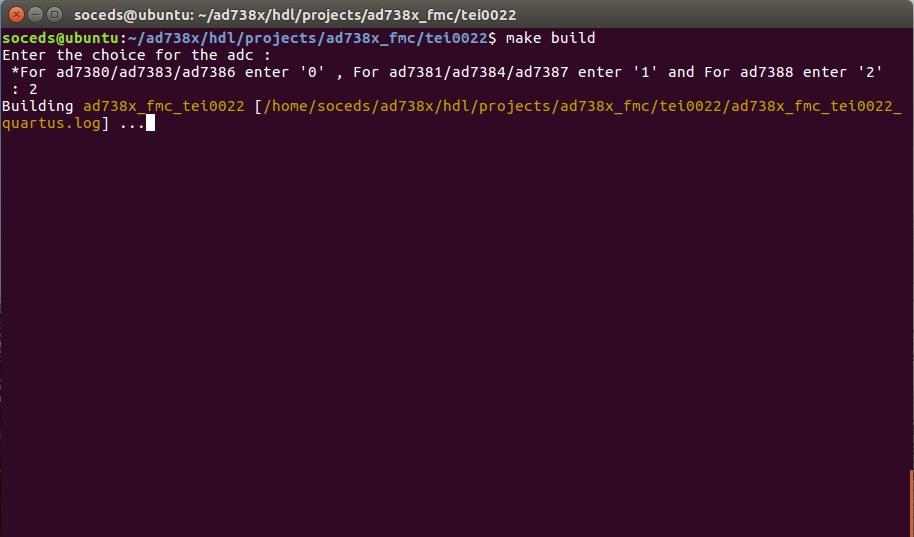 soceds@ubuntu: ~/ad738x/hdl/projects/ad738x_fmc/tei0022
soceds@ubuntu:~/ad738x/hdl/projects/ad738x_fmc/tei0022$ make build
Enter the choice for the adc :
 *For ad7380/ad7383/ad7386 enter '0' , For ad7381/ad7384/ad7387 enter '1' and For ad7388 enter '2'
 : 2
Building ad738x_fmc_tei0022 [/home/soceds/ad738x/hdl/projects/ad738x_fmc/tei0022/ad738x_fmc_tei0022_
quartus.log] ...